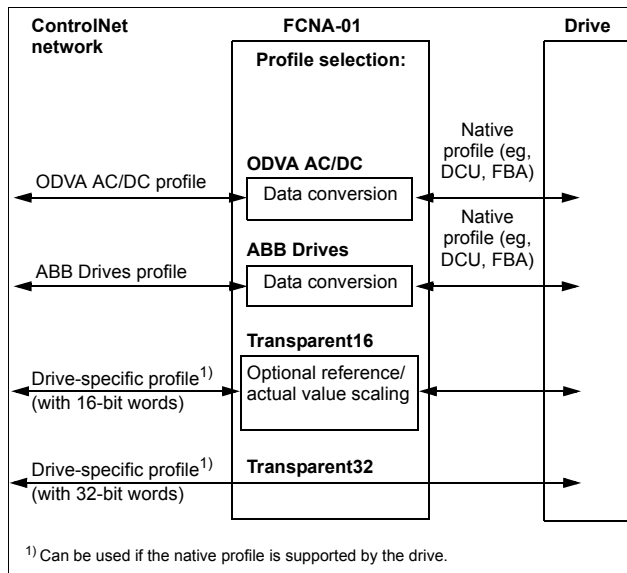 ControlNet
network
FCNA-01
Drive
Profile selection:
Native
profile (eg,
DCU, FBA)
ODVA AC/DC
ODVA AC/DC profile
Data conversion
Native
profile (eg,
DCU, FBA)
ABB Drives
ABB Drives profile
Data conversion
Transparent16
Drive-specific profile1)
(with 16-bit words)
Optional reference/
actual value scaling
Drive-specific profile1)
(with 32-bit words)
Transparent32
1) Can be used if the native profile is supported by the drive.